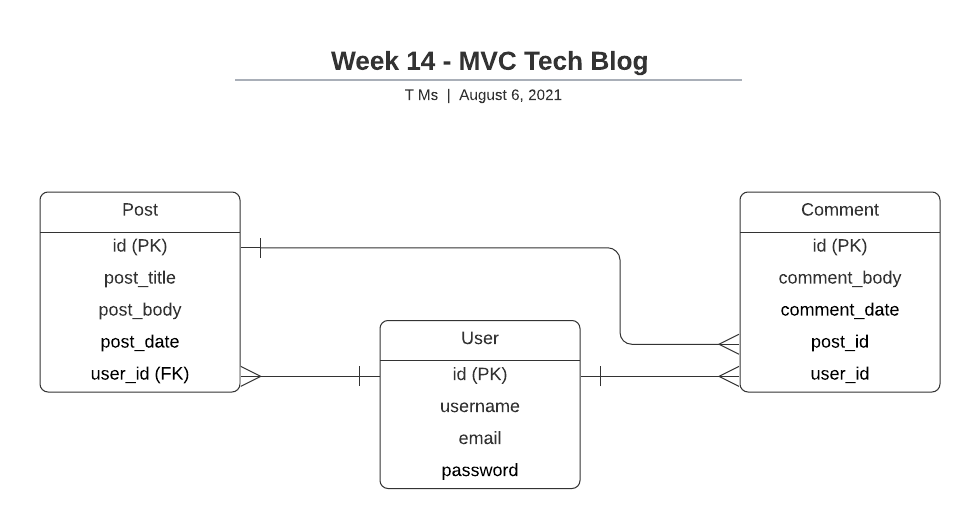 Week 14 - MVC Tech Blog
T Ms | August 6, 2021
Post
id (PK)
post_title
post_body
post_date
user_id (FK)
User
id (PK)
username
email
password
Comment
id (PK)
comment_body
comment_date
post_id
user_id